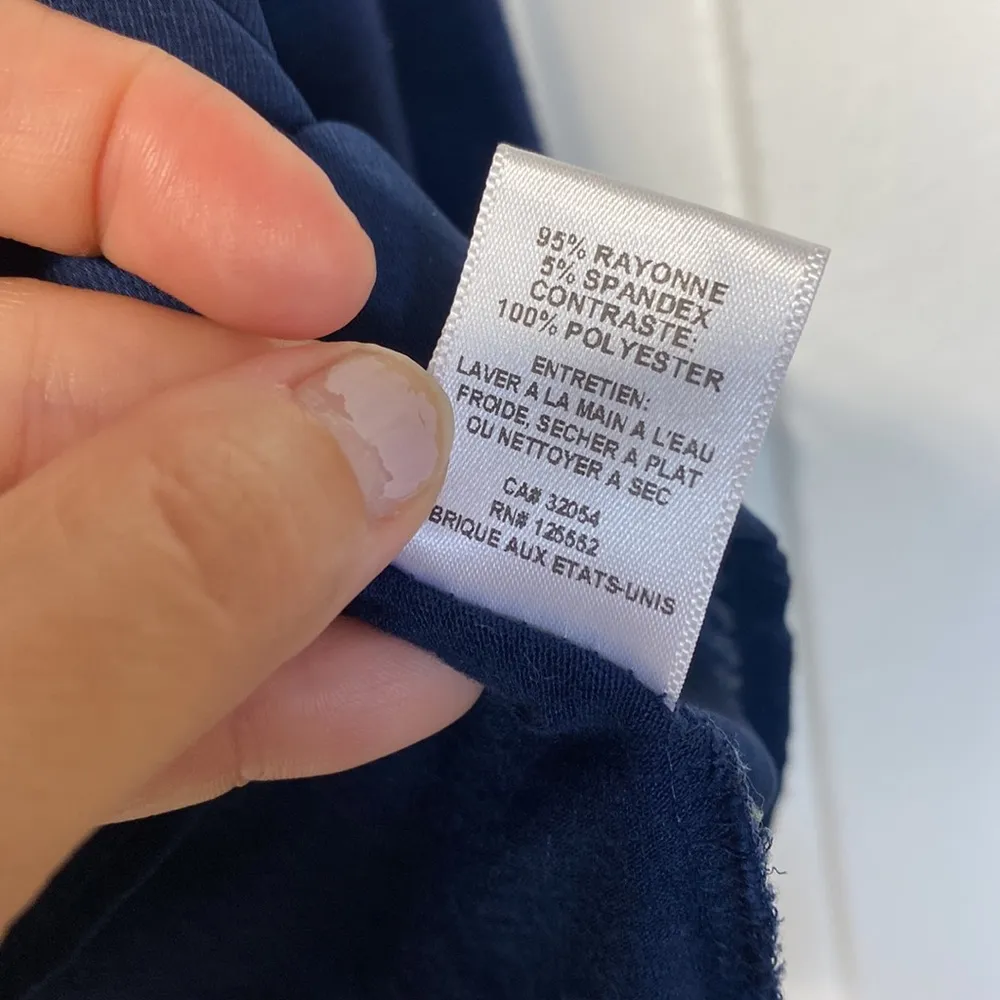 95% RAYONNE
5% SPANDEX
CONTRASTE:
100% POLYESTER
ENTRETIEN:
LAVER A LA MAIN A L'EAU
FROIDE, SECHER A PLAT
OU NETTOYER A SEC
CA# 32054
RN#
BRIQUE AUX ETATS-UNIS